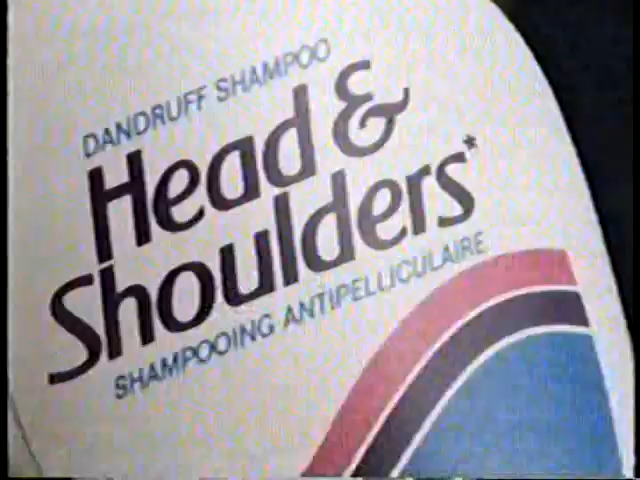 DANDRUFF SHAMPOO
Head &
Shoulders*
SHAMPOOING ANTIPELLICULAIRE